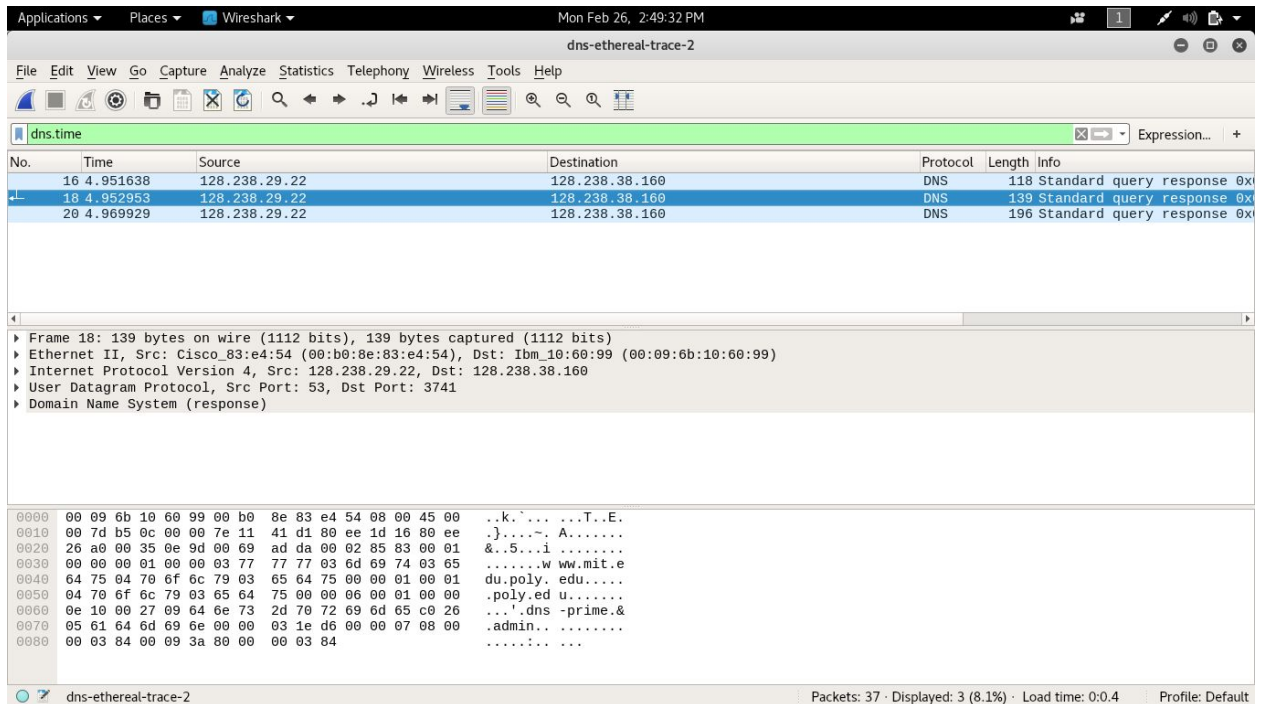 Applications Places Wireshark Mon Feb 26, 2:49:32 PM 1
dns-ethereal-trace-2
File Edit View Go Capture Analyze Statistics Telephony Wireless Tools Help
dns.time Expression... +
No. Time Source Destination Protocol Length Info
16 4.951638 128.238.29.22 128.238.38.160 DNS 118 Standard query response 0x
18 4.952953 128.238.29.22 128.238.38.160 DNS 139 Standard query response 0x
20 4.969929 128.238.29.22 128.238.38.160 DNS 196 Standard query response 0x
Frame 18: 139 bytes on wire (1112 bits), 139 bytes captured (1112 bits)
Ethernet II, Src: Cisco_83:e4:54 (00:b0:8e:83:e4:54), Dst: Ibm_10:60:99 (00:09:6b:10:60:99)
Internet Protocol Version 4, Src: 128.238.29.22, Dst: 128.238.38.160
User Datagram Protocol, Src Port: 53, Dst Port: 3741
Domain Name System (response)
0000 00 09 6b 10 60 99 00 b0 8e 83 e4 54 08 00 45 00 ..k.`... ...T..E.
0010 00 7d b5 0c 00 00 7e 11 41 d1 80 ee 1d 16 80 ee .}....~. A.......
0020 26 a0 00 35 0e 9d 00 69 ad da 00 02 85 83 00 01 &..5...i ........
0030 00 00 00 01 00 00 03 77 77 77 03 6d 69 74 03 65 .......w ww.mit.e
0040 64 75 04 70 6f 6c 79 03 65 64 75 00 00 01 00 01 du.poly. edu.....
0050 04 70 6f 6c 79 03 65 64 75 00 00 06 00 01 00 00 .poly.ed u.......
0060 0e 10 00 27 09 64 6e 73 2d 70 72 69 6d 65 c0 26 ...'.dns -prime.&
0070 05 61 64 6d 69 6e 00 00 03 1e d6 00 00 07 08 00 .admin.. ........
0080 00 03 84 00 09 3a 80 00 00 03 84 .....:.. ...
dns-ethereal-trace-2 Packets: 37 · Displayed: 3 (8.1%) · Load time: 0:0.4 Profile: Default